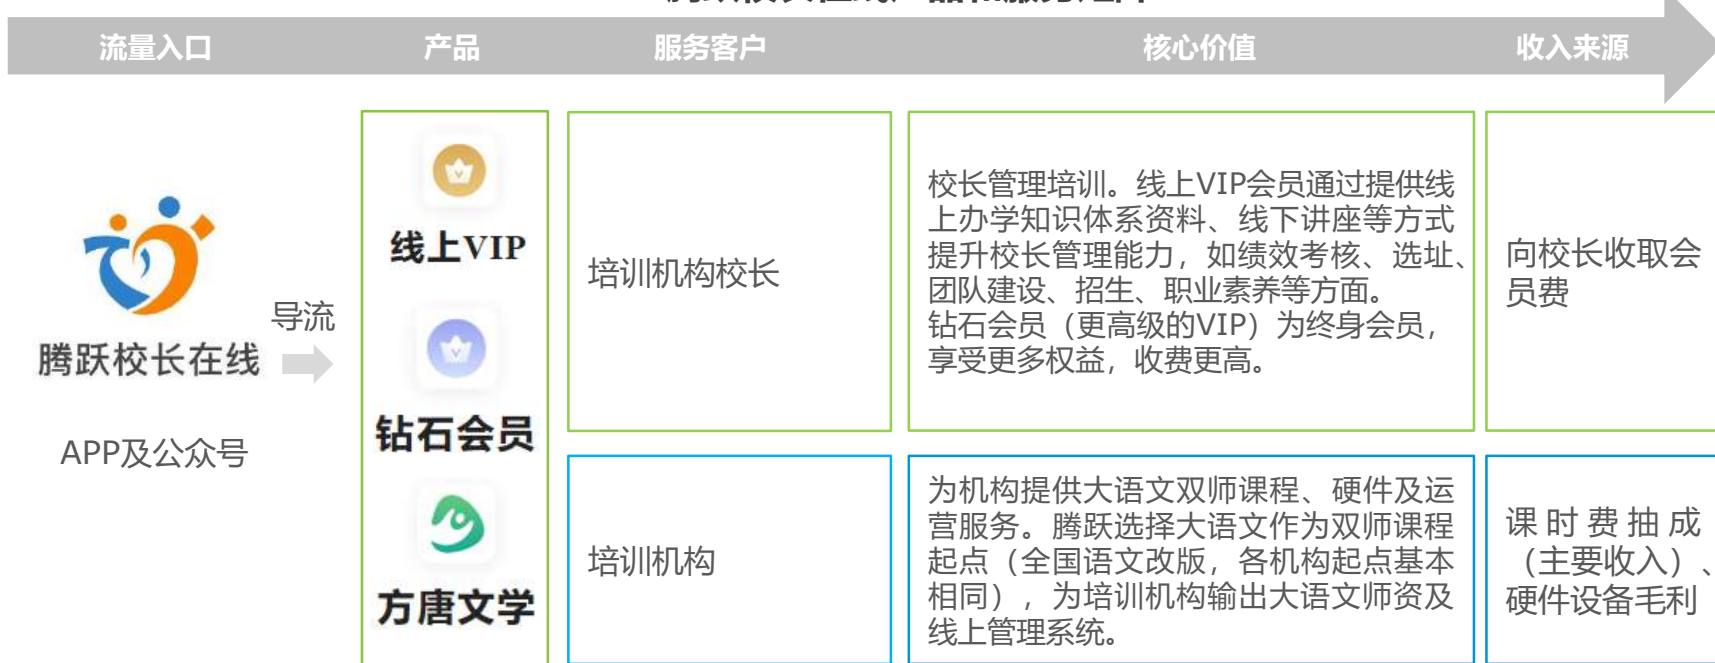 流量入口
产品
服务客户
核心价值
收入来源
腾跃校长在线
APP及公众号
导流
线上VIP
钻石会员
方唐文学
培训机构校长
校长管理培训。线上VIP会员通过提供线
上办学知识体系资料、线下讲座等方式
提升校长管理能力，如绩效考核、选址、
团队建设、招生、职业素养等方面。
钻石会员（更高级的VIP）为终身会员，
享受更多权益，收费更高。
向校长收取会
员费
培训机构
为机构提供大语文双师课程、硬件及运
营服务。腾跃选择大语文作为双师课程
起点（全国语文改版，各机构起点基本
相同），为培训机构输出大语文师资及
线上管理系统。
课时费抽成
（主要收入）、
硬件设备毛利